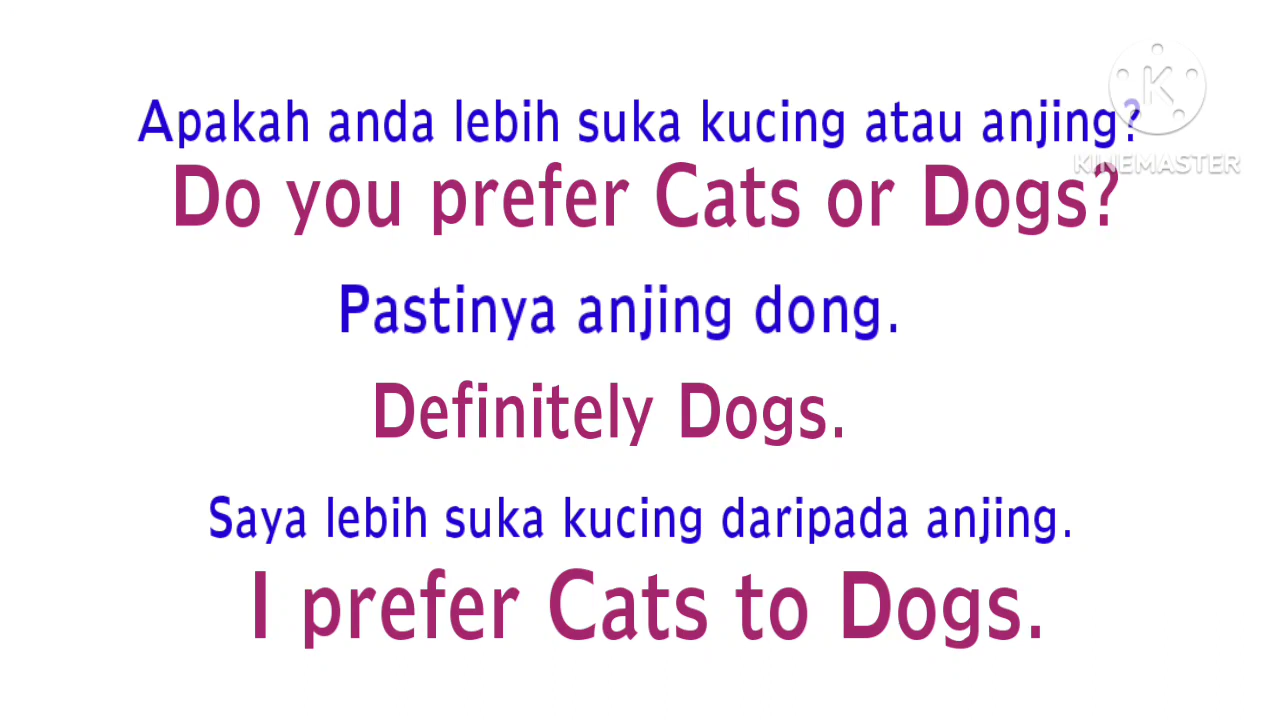 Apakah anda lebih suka kucing atau anjing?
Do you prefer Cats or Dogs?
KINEMASTER
Pastinya anjing dong.
Definitely Dogs.
Saya lebih suka kucing daripada anjing.
I prefer Cats to Dogs.